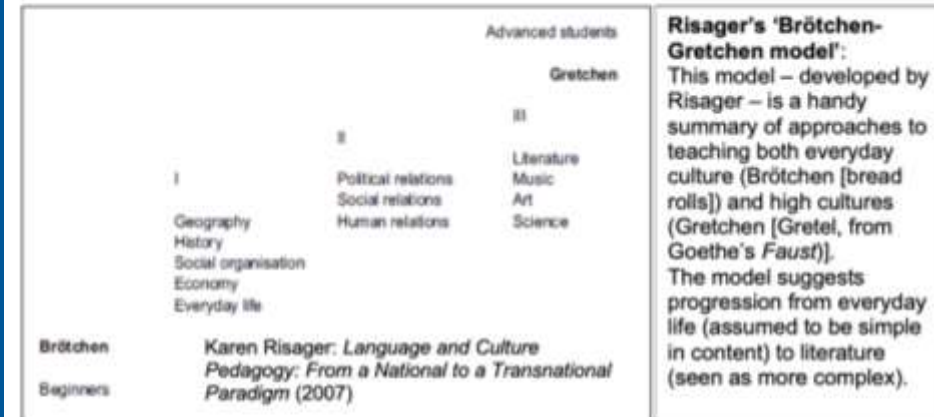 Advanced students
Gretchen
III
II
Literature
I Political relations Music
Social relations Art
Geography Human relations Science
History
Social organisation
Economy
Everyday life
Brötchen Karen Risager: Language and Culture
Pedagogy: From a National to a Transnational
Beginners Paradigm (2007)
Risager's 'Brötchen-
Gretchen model':
This model – developed by
Risager – is a handy
summary of approaches to
teaching both everyday
culture (Brötchen [bread
rolls]) and high cultures
(Gretchen [Gretel, from
Goethe's Faust)].
The model suggests
progression from everyday
life (assumed to be simple
in content) to literature
(seen as more complex).